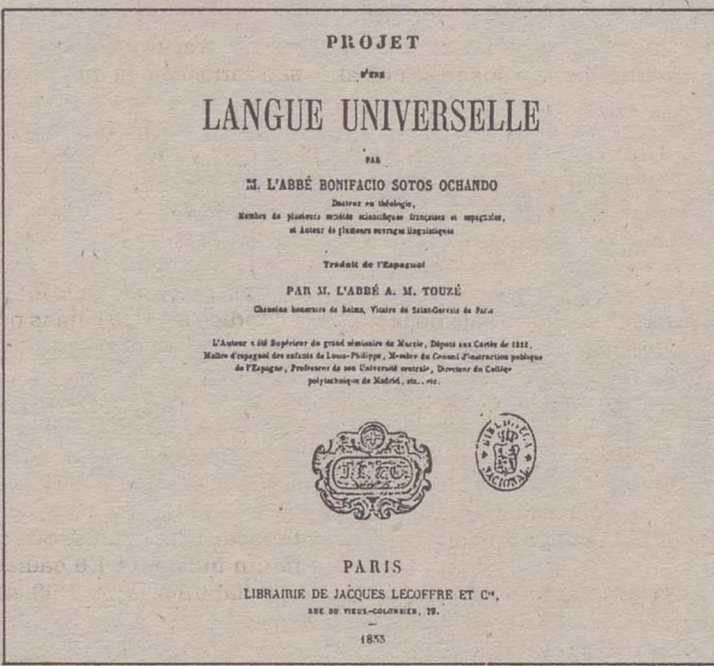 PROJET
D'UNE
LANGUE UNIVERSELLE
PAR
M. L'ABBÉ BONIFACIO SOTOS OCHANDO
Docteur en théologie,
Membre de plusieurs sociétés scientifiques françaises et espagnoles,
et Auteur de plusieurs ouvrages linguistiques
Traduit de l'Espagnol
PAR M. L'ABBÉ A. M. TOUZÉ
Chanoine honoraire de Reims, Vicaire de Saint-Gervais de Paris
L'Auteur a été Supérieur du grand séminaire de Murcie, Député aux Cortès de
Maître d'espagnol des enfants de Louis-Philippe, Membre du Conseil d'instruction publique
de l'Espagne, Professeur de son Université centrale, Directeur du Collège
polytechnique de Madrid, etc., etc.
BIBLIOTECA
NACIONAL
PARIS
LIBRAIRIE DE JACQUES LECOFFRE ET Cie,
RUE DU VIEUX-COLOMBIER, 29.